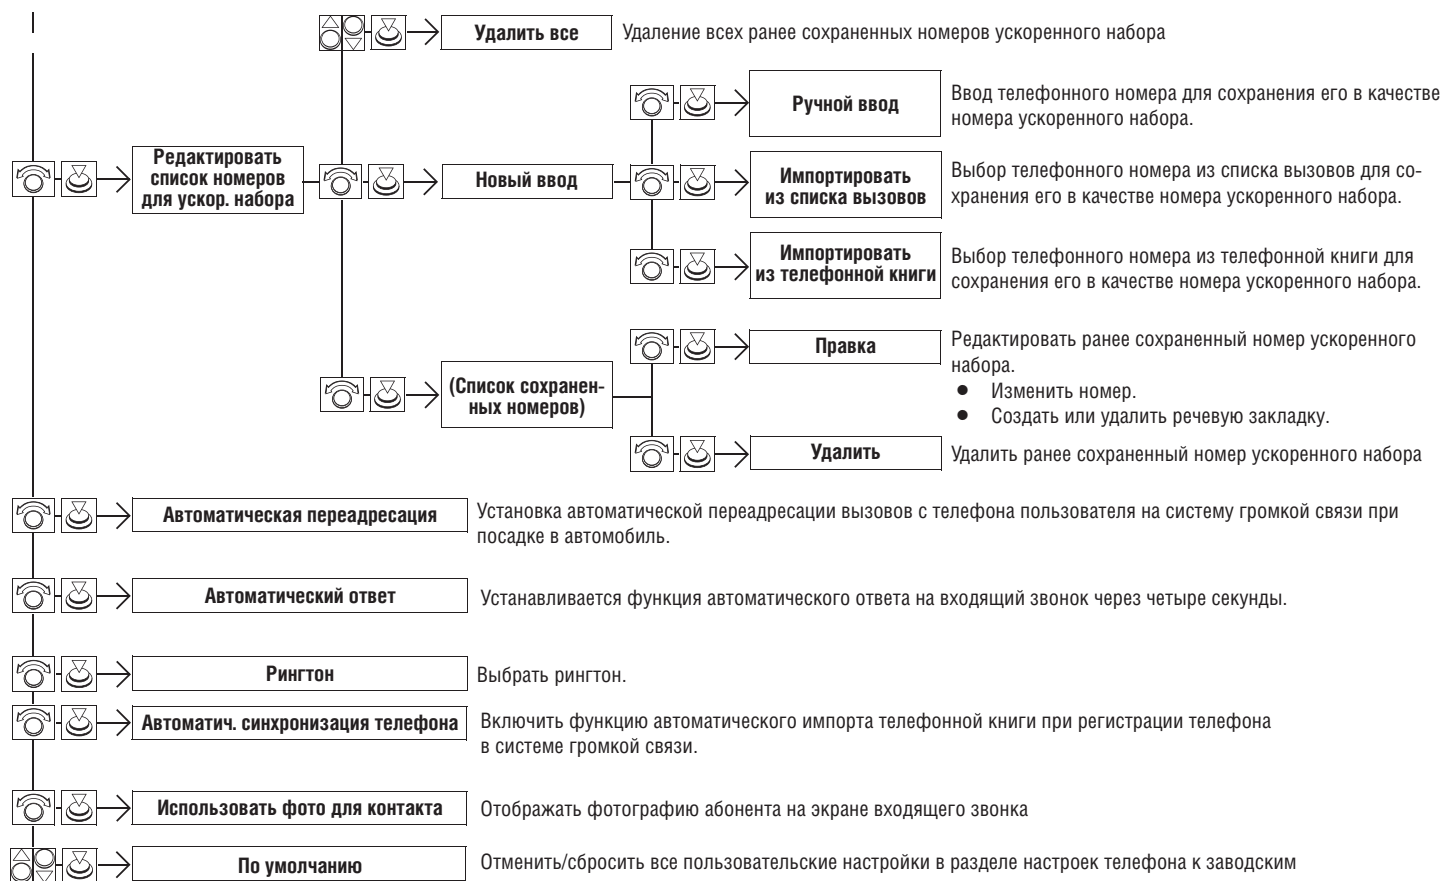 Удалить все
Удаление всех ранее сохраненных номеров ускоренного набора
Ручной ввод
Ввод телефонного номера для сохранения его в качестве
номера ускоренного набора.
Редактировать
список номеров
для ускор. набора
Новый ввод
Импортировать
из списка вызовов
Выбор телефонного номера из списка вызовов для со-
хранения его в качестве номера ускоренного набора.
Импортировать
из телефонной книги
Выбор телефонного номера из телефонной книги для
сохранения его в качестве номера ускоренного набора.
(Список сохранен-
ных номеров)
Правка
Редактировать ранее сохраненный номер ускоренного
набора.
● Изменить номер.
● Создать или удалить речевую закладку.
Удалить
Удалить ранее сохраненный номер ускоренного набора
Автоматическая переадресация
Установка автоматической переадресации вызовов с телефона пользователя на систему громкой связи при
посадке в автомобиль.
Автоматический ответ
Устанавливается функция автоматического ответа на входящий звонок через четыре секунды.
Рингтон
Выбрать рингтон.
Автоматич. синхронизация телефона
Включить функцию автоматического импорта телефонной книги при регистрации телефона
в системе громкой связи.
Использовать фото для контакта
Отображать фотографию абонента на экране входящего звонка
По умолчанию
Отменить/сбросить все пользовательские настройки в разделе настроек телефона к заводским